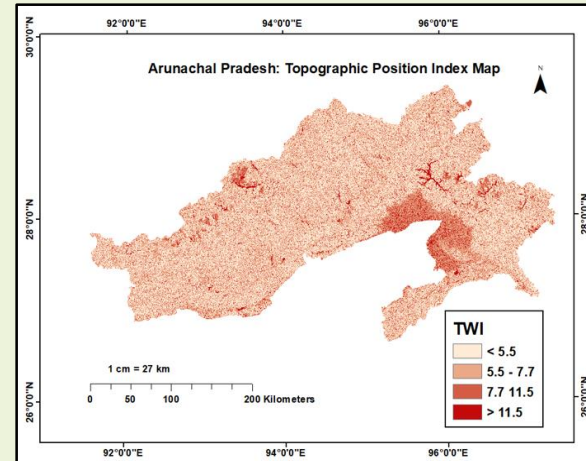 92°0'0"E 94°0'0"E 96°0'0"E
30°0'0"N
Arunachal Pradesh: Topographic Position Index Map
N
28°0'0"N 28°0'0"N
TWI
< 5.5
5.5 - 7.7
7.7 11.5
> 11.5
1 cm = 27 km
0 50 100 200 Kilometers
26°0'0"N 26°0'0"N
92°0'0"E 94°0'0"E 96°0'0"E